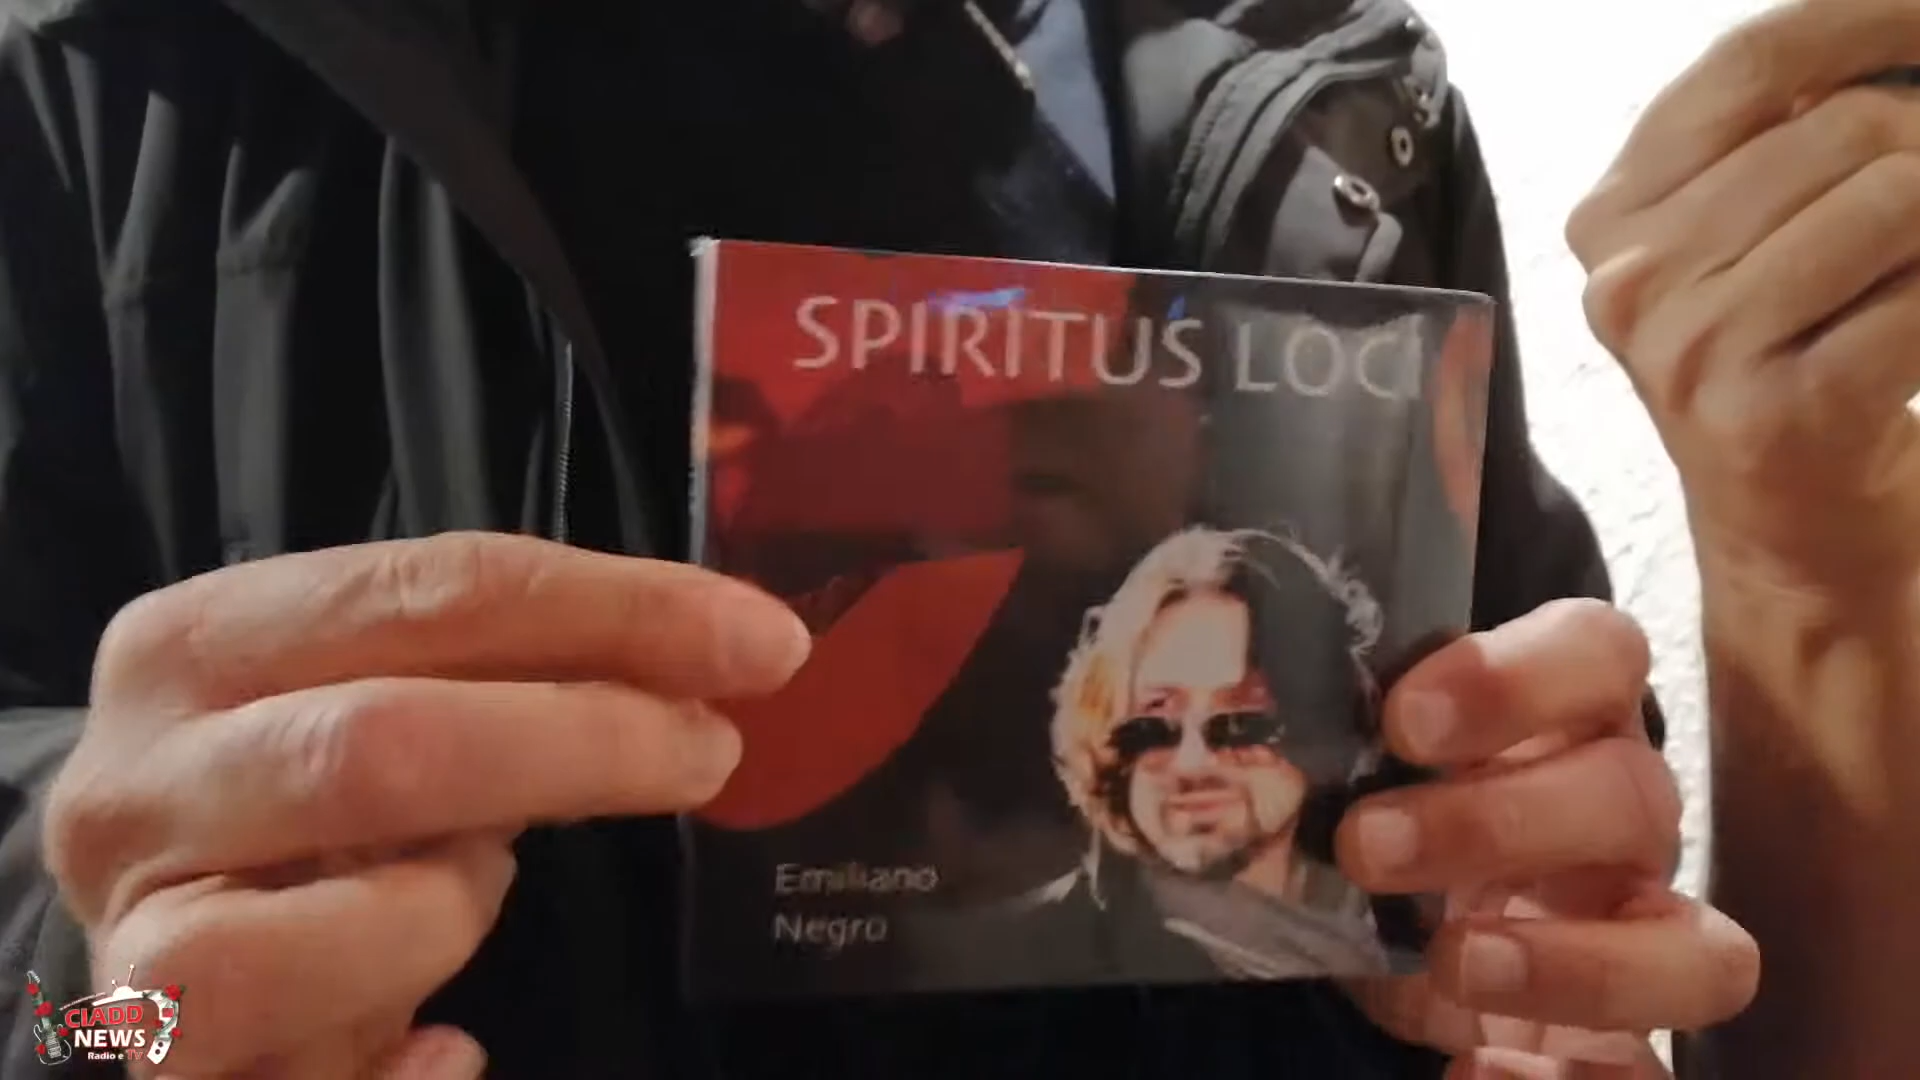 SPIRITUS LOCI
Emiliano
Negro
CIADD
NEWS
Radio e Tv